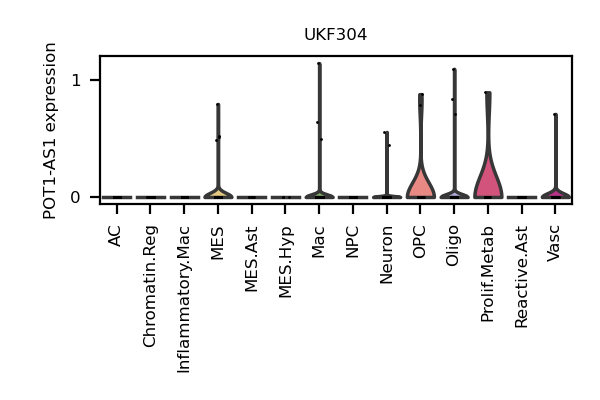 UKF304
POT1-AS1 expression
1
0
AC
Chromatin.Reg
Inflammatory.Mac
MES
MES.Ast
MES.Hyp
Mac
NPC
Neuron
OPC
Oligo
Prolif.Metab
Reactive.Ast
Vasc